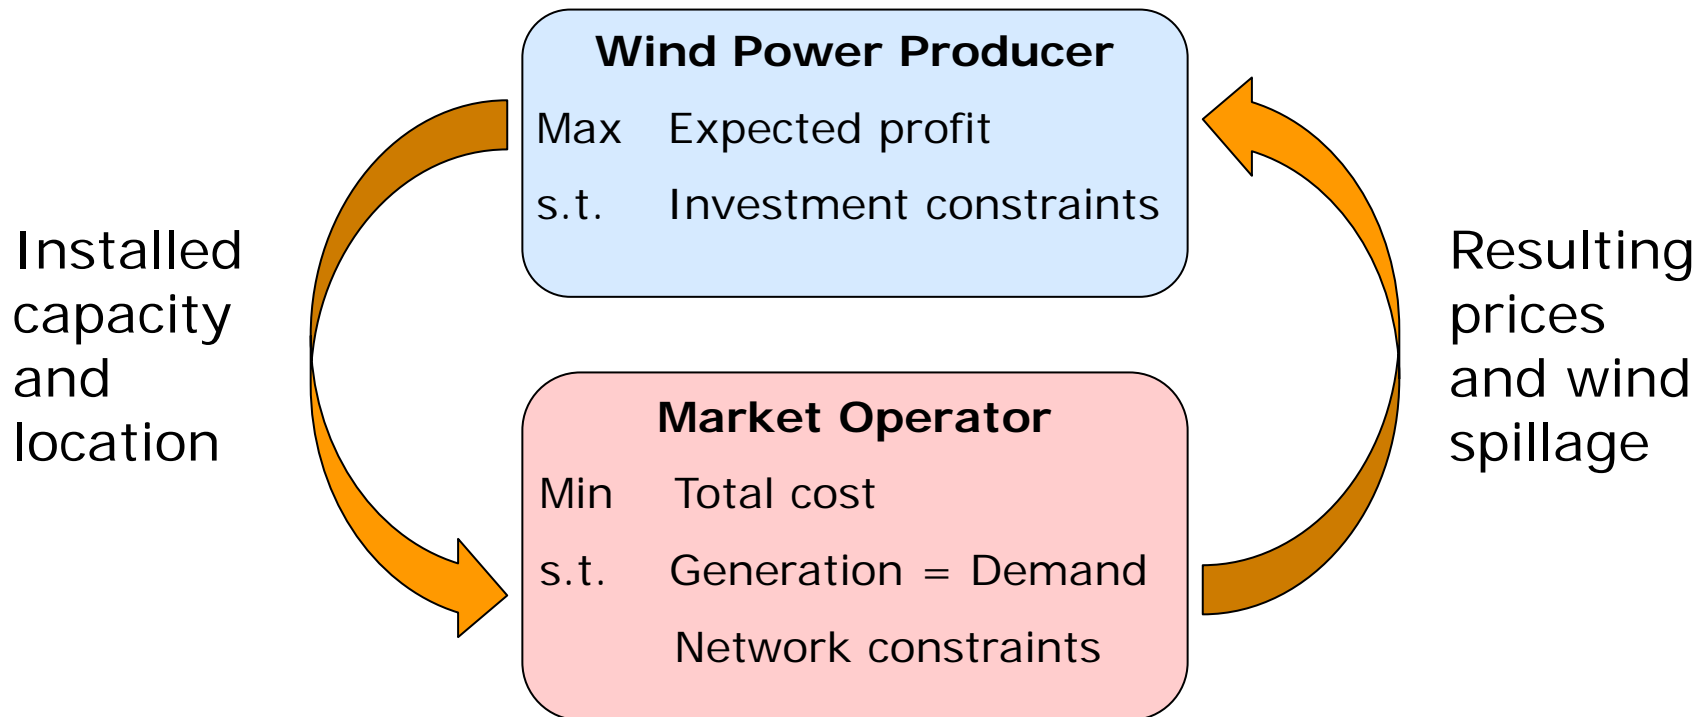 Wind Power Producer
Max Expected profit
s.t. Investment constraints
Installed
capacity
and
location
Resulting
prices
and wind
spillage
Market Operator
Min Total cost
s.t. Generation = Demand
Network constraints